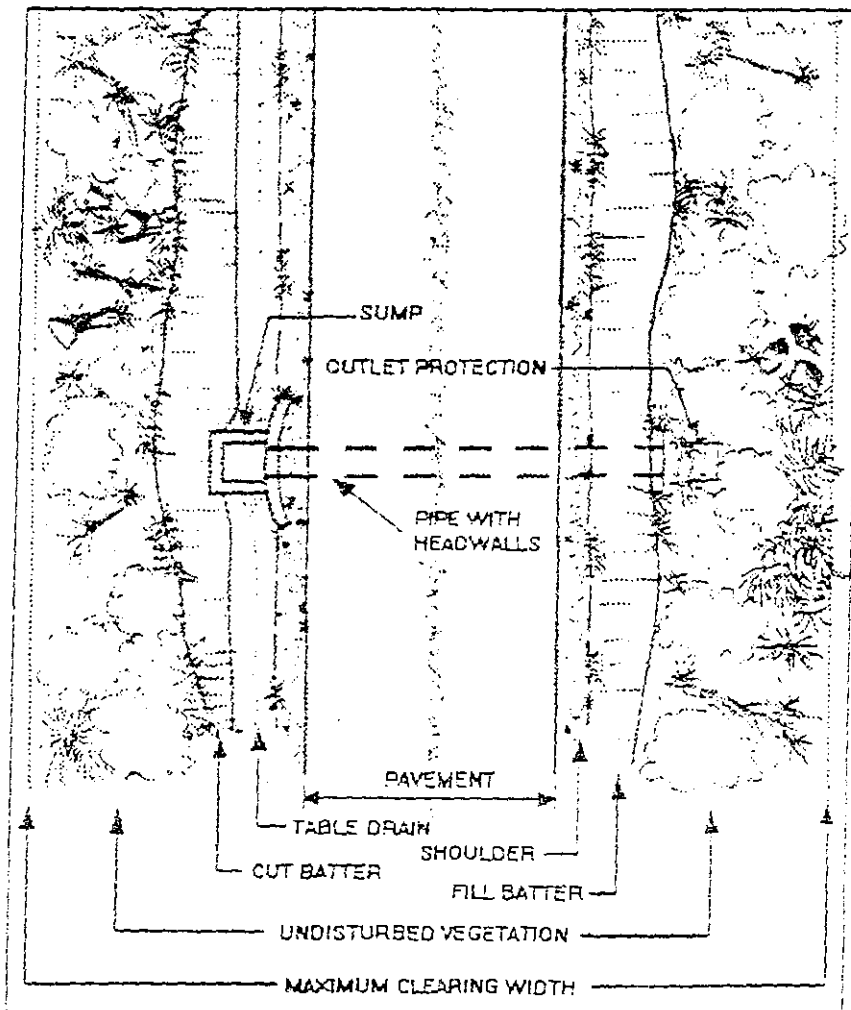 SUMP
OUTLET PROTECTION
PIPE WITH
HEADWALLS
PAVEMENT
TABLE DRAIN
SHOULDER
CUT BATTER
FILL BATTER
UNDISTURBED VEGETATION
MAXIMUM CLEARING WIDTH